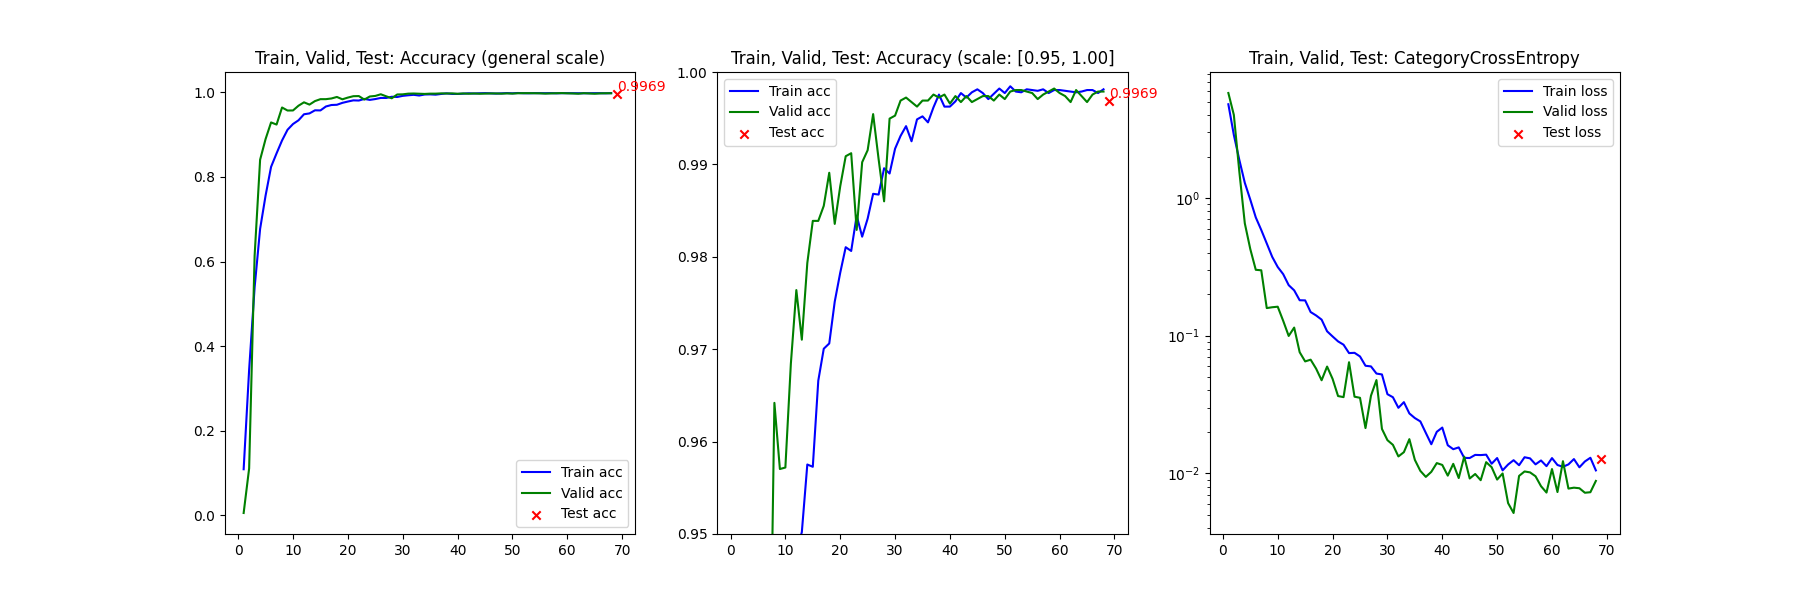 Train, Valid, Test: Accuracy (general scale)
1.0
0.8
0.6
0.4
0.2
0.0
0.9969
Train acc
Valid acc
Test acc
0 10 20 30 40 50 60 70
Train, Valid, Test: Accuracy (scale: [0.95, 1.00]
1.00
0.99
0.98
0.97
0.96
0.95
Train acc
Valid acc
Test acc
0.9969
0 10 20 30 40 50 60 70
Train, Valid, Test: CategoryCrossEntropy
10⁰
10⁻¹
10⁻²
Train loss
Valid loss
Test loss
0 10 20 30 40 50 60 70